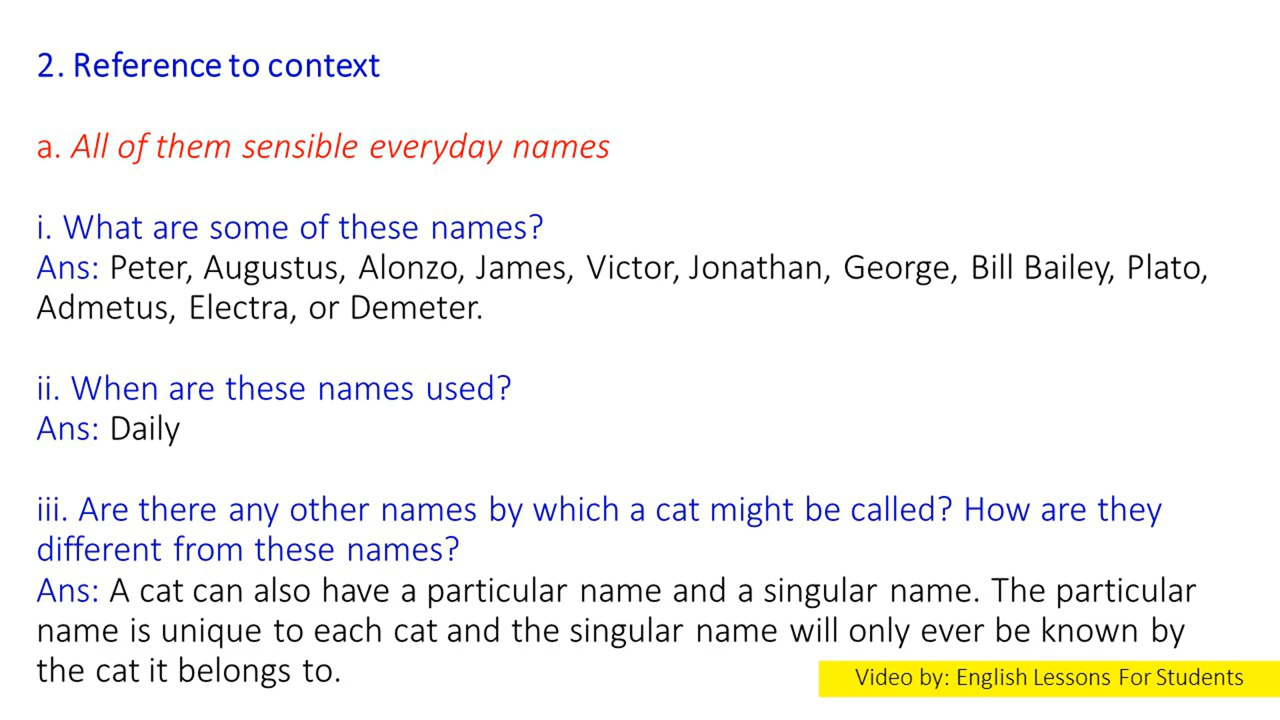 2. Reference to context
a. All of them sensible everyday names
i. What are some of these names?
Ans: Peter, Augustus, Alonzo, James, Victor, Jonathan, George, Bill Bailey, Plato,
Admetus, Electra, or Demeter.
ii. When are these names used?
Ans: Daily
iii. Are there any other names by which a cat might be called? How are they
different from these names?
Ans: A cat can also have a particular name and a singular name. The particular
name is unique to each cat and the singular name will only ever be known by
the cat it belongs to.
Video by: English Lessons For Students